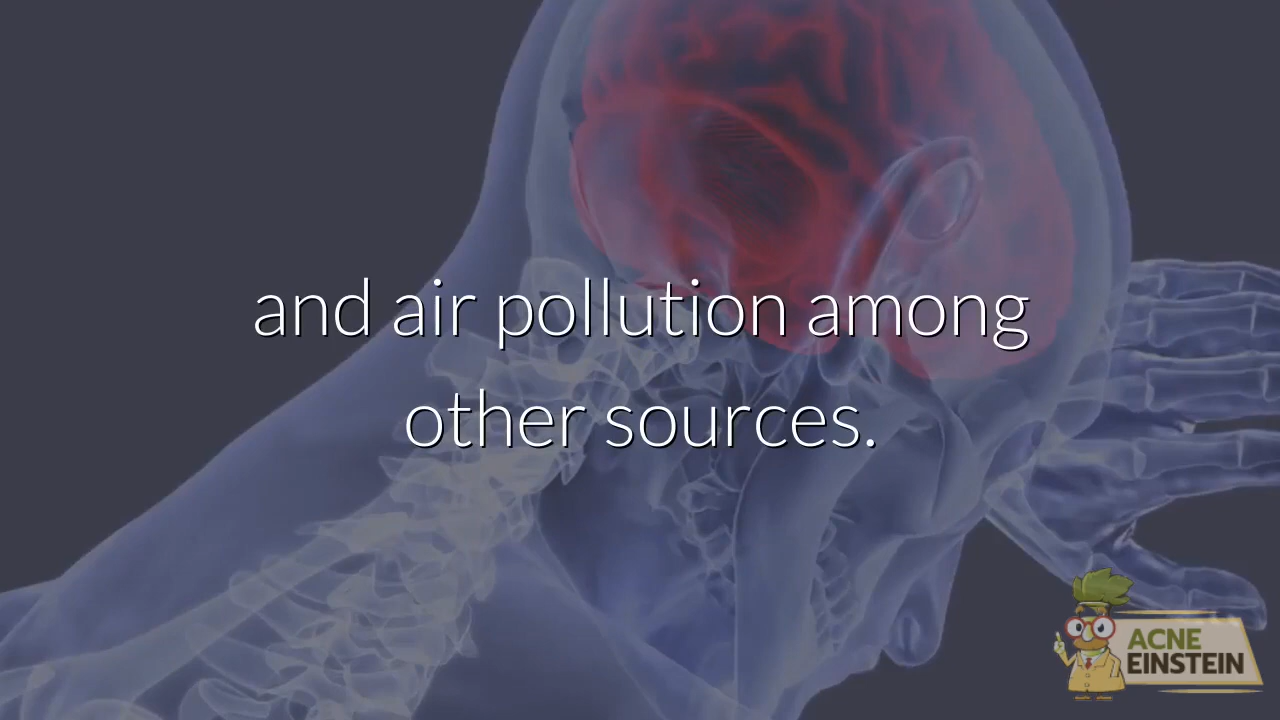 and air pollution among
other sources.
ACNE
EINSTEIN